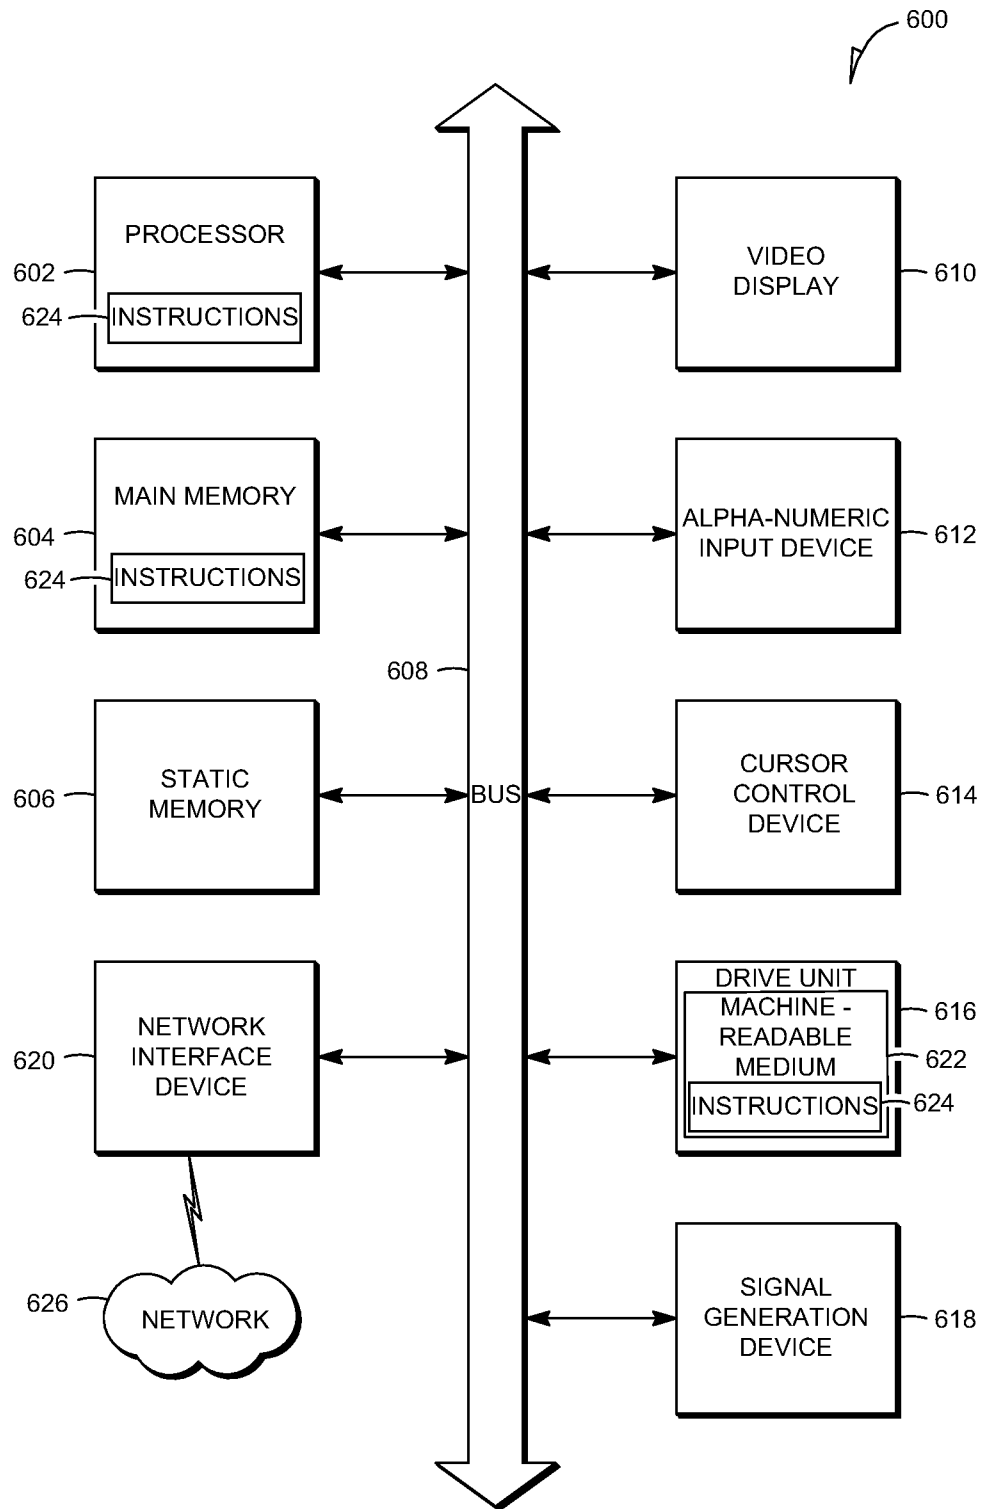 600
PROCESSOR
602
624
INSTRUCTIONS
VIDEO
DISPLAY
610
MAIN MEMORY
604
624
INSTRUCTIONS
ALPHA-NUMERIC
INPUT DEVICE
612
608
BUS
STATIC
MEMORY
606
CURSOR
CONTROL
DEVICE
614
NETWORK
INTERFACE
DEVICE
620
DRIVE UNIT
616
MACHINE -
READABLE
MEDIUM
622
INSTRUCTIONS
624
626
NETWORK
SIGNAL
GENERATION
DEVICE
618